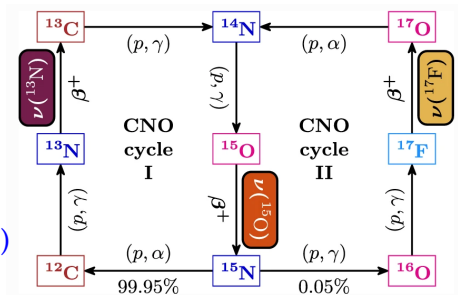 ¹³C (p, γ) ¹⁴N (p, α) ¹⁷O
ν(¹³N) β⁺ (p, γ) β⁺ ν(¹⁷F)
¹³N CNO cycle I ¹⁵O CNO cycle II ¹⁷F
(p, γ) β⁺ ν(¹⁵O) (p, γ)
)
¹²C (p, α) ¹⁵N (p, γ) ¹⁶O
99.95% 0.05%